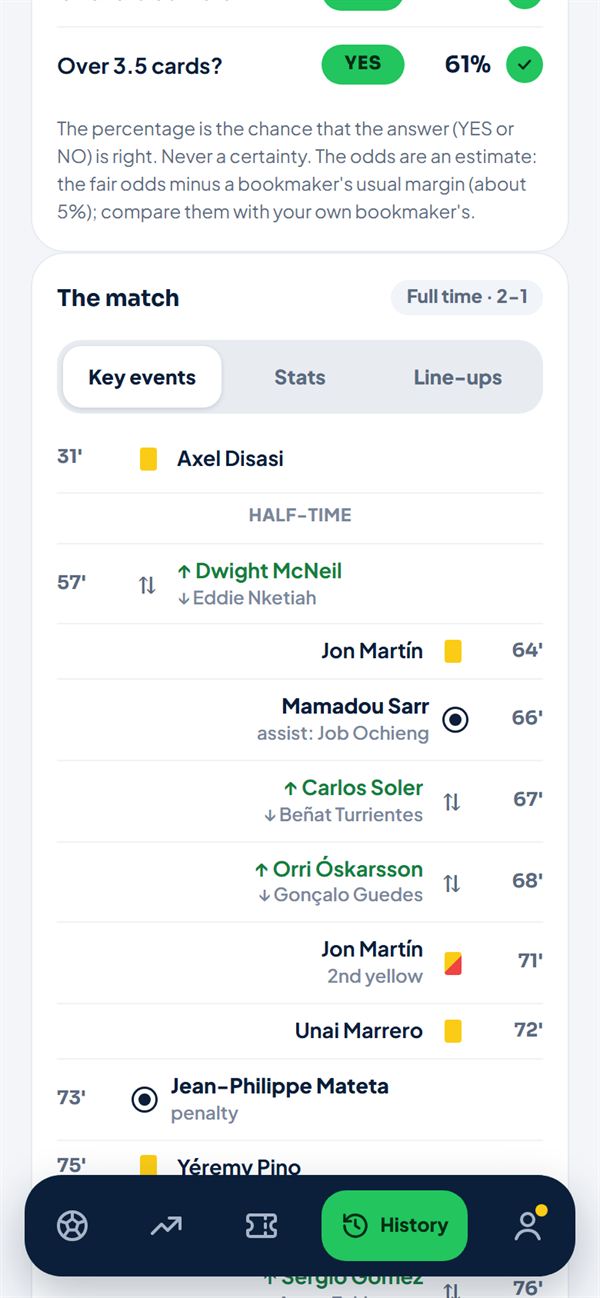 Over 3.5 cards? YES 61%
The percentage is the chance that the answer (YES or
NO) is right. Never a certainty. The odds are an estimate:
the fair odds minus a bookmaker's usual margin (about
5%); compare them with your own bookmaker's.
The match Full time · 2-1
Key events Stats Line-ups
31' Axel Disasi
HALF-TIME
57' ↑ Dwight McNeil
↓ Eddie Nketiah
Jon Martín 64'
Mamadou Sarr 66'
assist: Job Ochieng
↑ Carlos Soler 67'
↓ Beñat Turrientes
↑ Orri Óskarsson 68'
↓ Gonçalo Guedes
Jon Martín 71'
2nd yellow
Unai Marrero 72'
73' Jean-Philippe Mateta
penalty
75' Yéremy Pino
History
↑ Sergio Gómez 76'